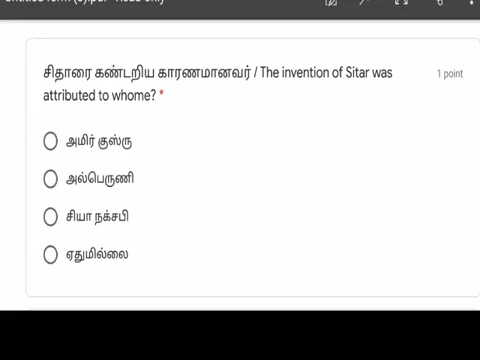 சிதாரை கண்டறிய காரணமானவர் / The invention of Sitar was
1 point
attributed to whome? *
அமிர் குஸ்ரு
அல்பெருணி
சியா நக்சபி
ஏதுமில்லை